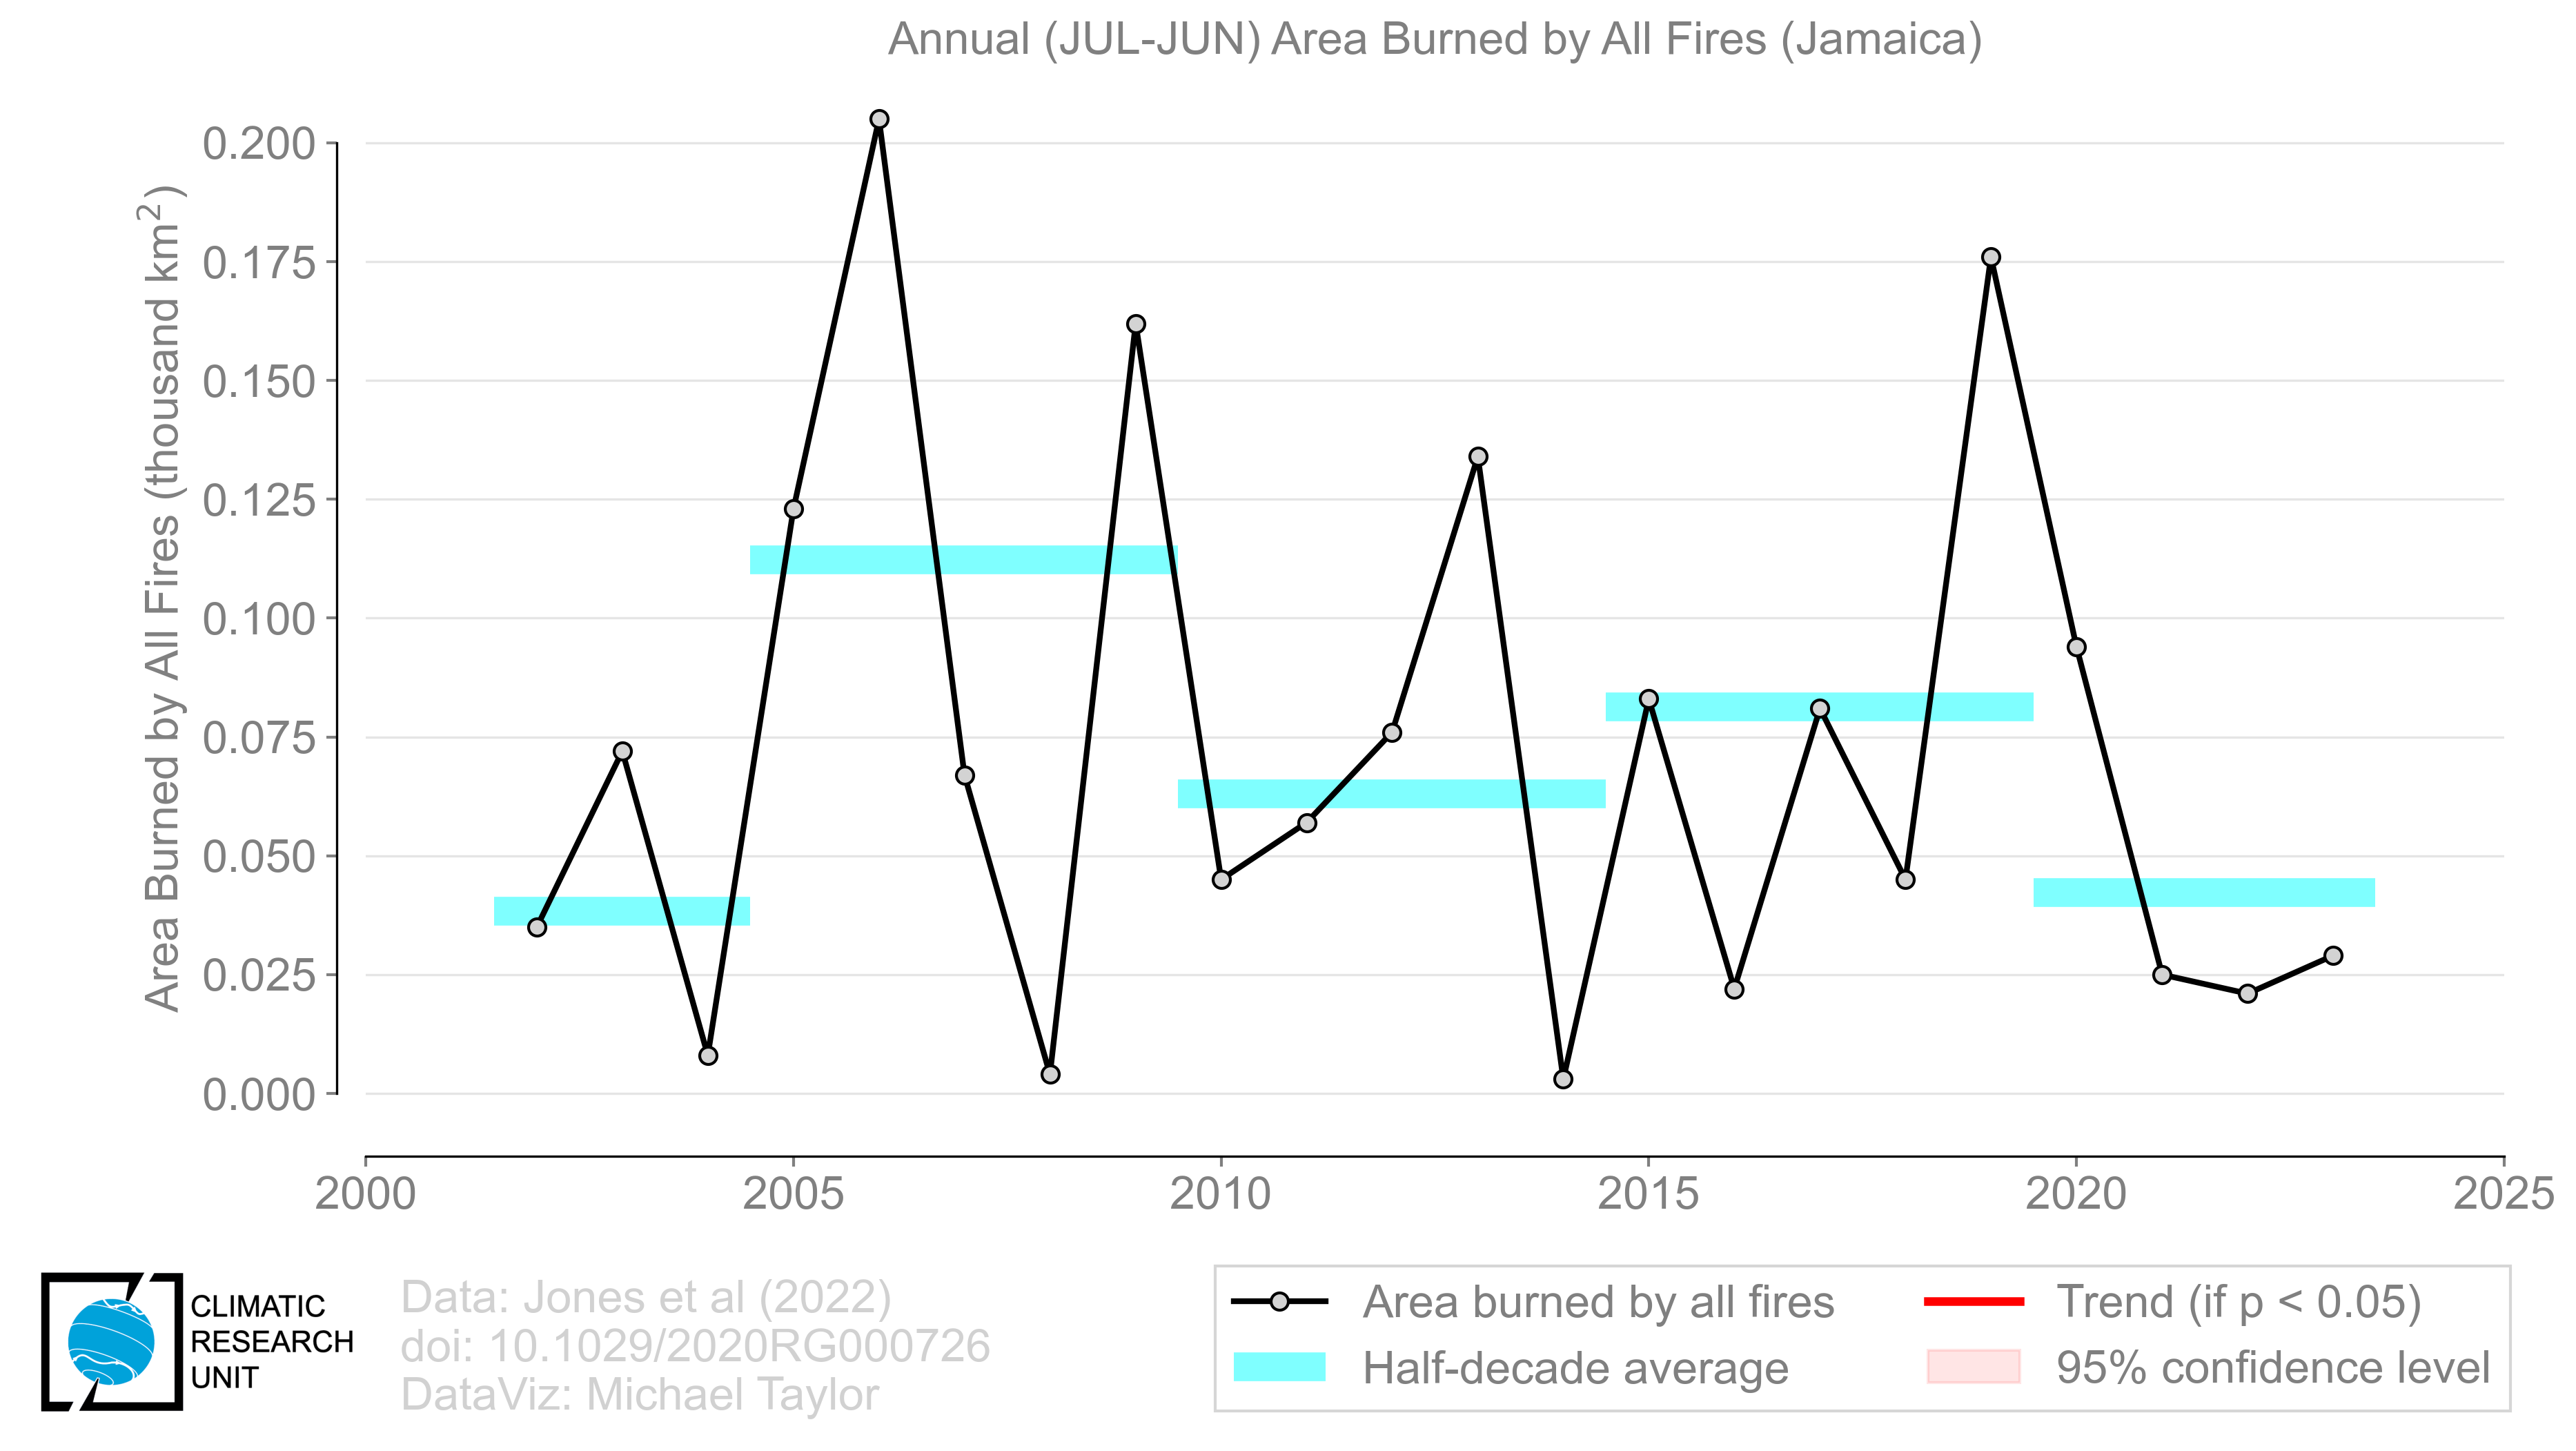 Annual (JUL-JUN) Area Burned by All Fires (Jamaica)
Area Burned by All Fires (thousand km²)
0.200
0.175
0.150
0.125
0.100
0.075
0.050
0.025
0.000
2000 2005 2010 2015 2020 2025
CLIMATIC
RESEARCH
UNIT
Data: Jones et al (2022)
doi: 10.1029/2020RG000726
DataViz: Michael Taylor
Area burned by all fires
Half-decade average
Trend (if p < 0.05)
95% confidence level